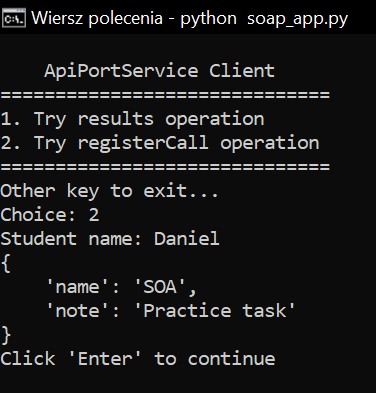 Wiersz polecenia - python  soap_app.py
    ApiPortService Client
==============================
1. Try results operation
2. Try registerCall operation
==============================
Other key to exit...
Choice: 2
Student name: Daniel
{
    'name': 'SOA',
    'note': 'Practice task'
}
Click 'Enter' to continue